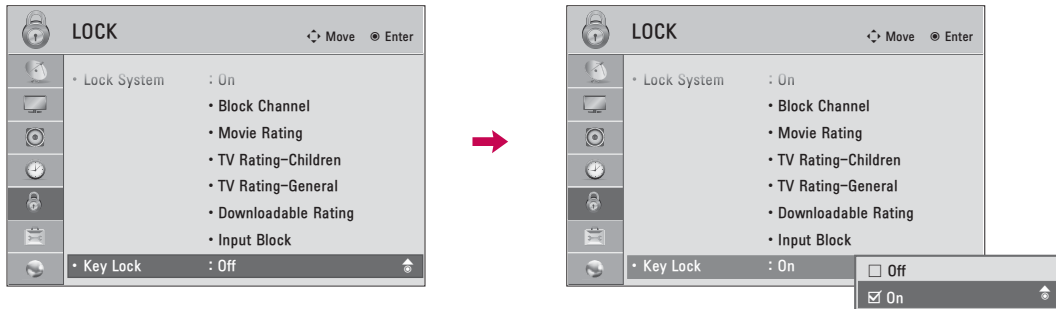 LOCK
Move Enter
• Lock System : On
• Block Channel
• Movie Rating
• TV Rating-Children
• TV Rating-General
• Downloadable Rating
• Input Block
• Key Lock : Off
LOCK
Move Enter
• Lock System : On
• Block Channel
• Movie Rating
• TV Rating-Children
• TV Rating-General
• Downloadable Rating
• Input Block
• Key Lock : On
Off
On